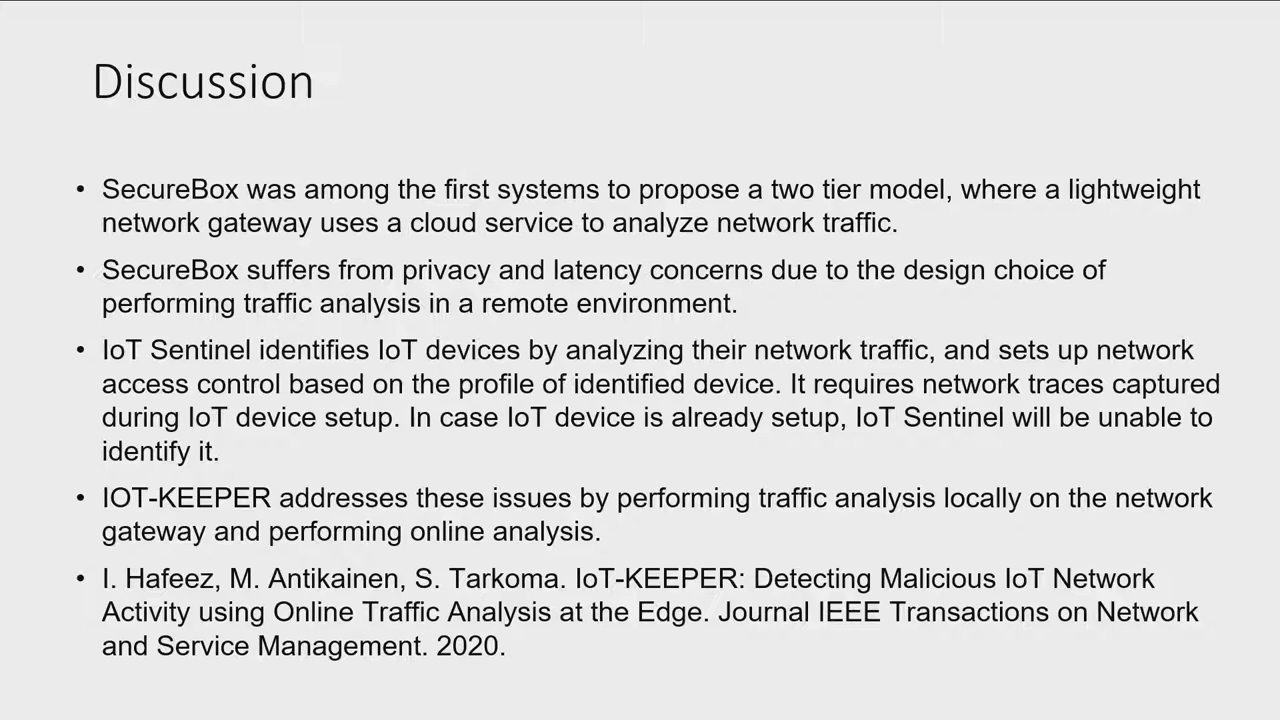 Discussion
• SecureBox was among the first systems to propose a two tier model, where a lightweight
network gateway uses a cloud service to analyze network traffic.
• SecureBox suffers from privacy and latency concerns due to the design choice of
performing traffic analysis in a remote environment.
• IoT Sentinel identifies IoT devices by analyzing their network traffic, and sets up network
access control based on the profile of identified device. It requires network traces captured
during IoT device setup. In case IoT device is already setup, IoT Sentinel will be unable to
identify it.
• IOT-KEEPER addresses these issues by performing traffic analysis locally on the network
gateway and performing online analysis.
• I. Hafeez, M. Antikainen, S. Tarkoma. IoT-KEEPER: Detecting Malicious IoT Network
Activity using Online Traffic Analysis at the Edge. Journal IEEE Transactions on Network
and Service Management. 2020.